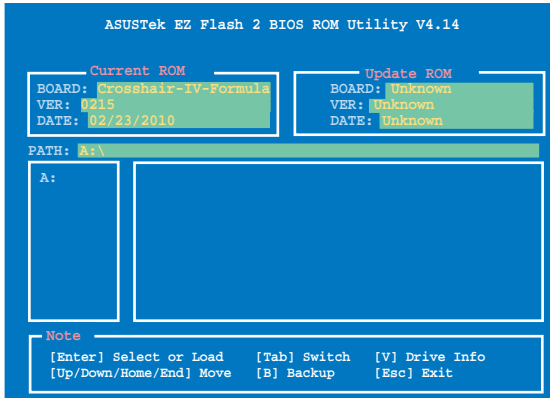 ASUSTek EZ Flash 2 BIOS ROM Utility V4.14
Current ROM
BOARD: Crosshair-IV-Formula
VER: 0215
DATE: 02/23/2010
Update ROM
BOARD: Unknown
VER: Unknown
DATE: Unknown
PATH: A:\
A:
Note
[Enter] Select or Load [Tab] Switch [V] Drive Info
[Up/Down/Home/End] Move [B] Backup [Esc] Exit